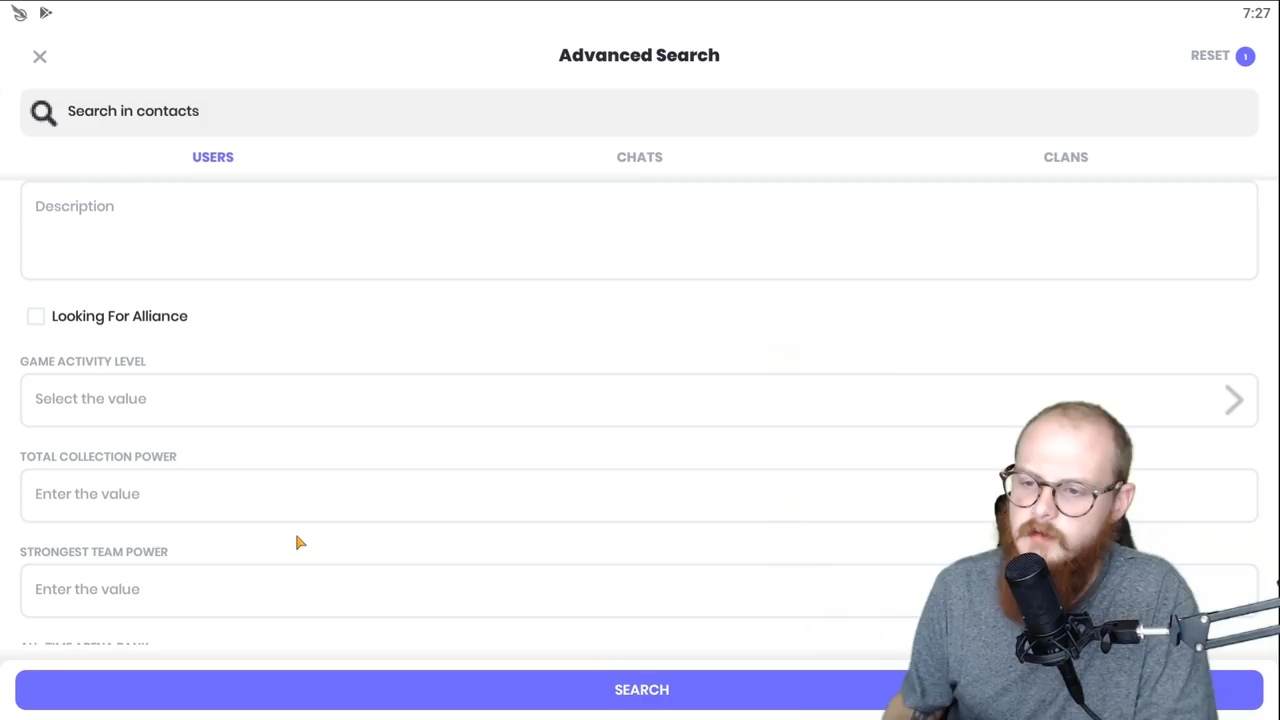 7:27
Advanced Search
RESET 1
Search in contacts
USERS CHATS CLANS
Description
Looking For Alliance
GAME ACTIVITY LEVEL
Select the value
TOTAL COLLECTION POWER
Enter the value
STRONGEST TEAM POWER
Enter the value
SEARCH